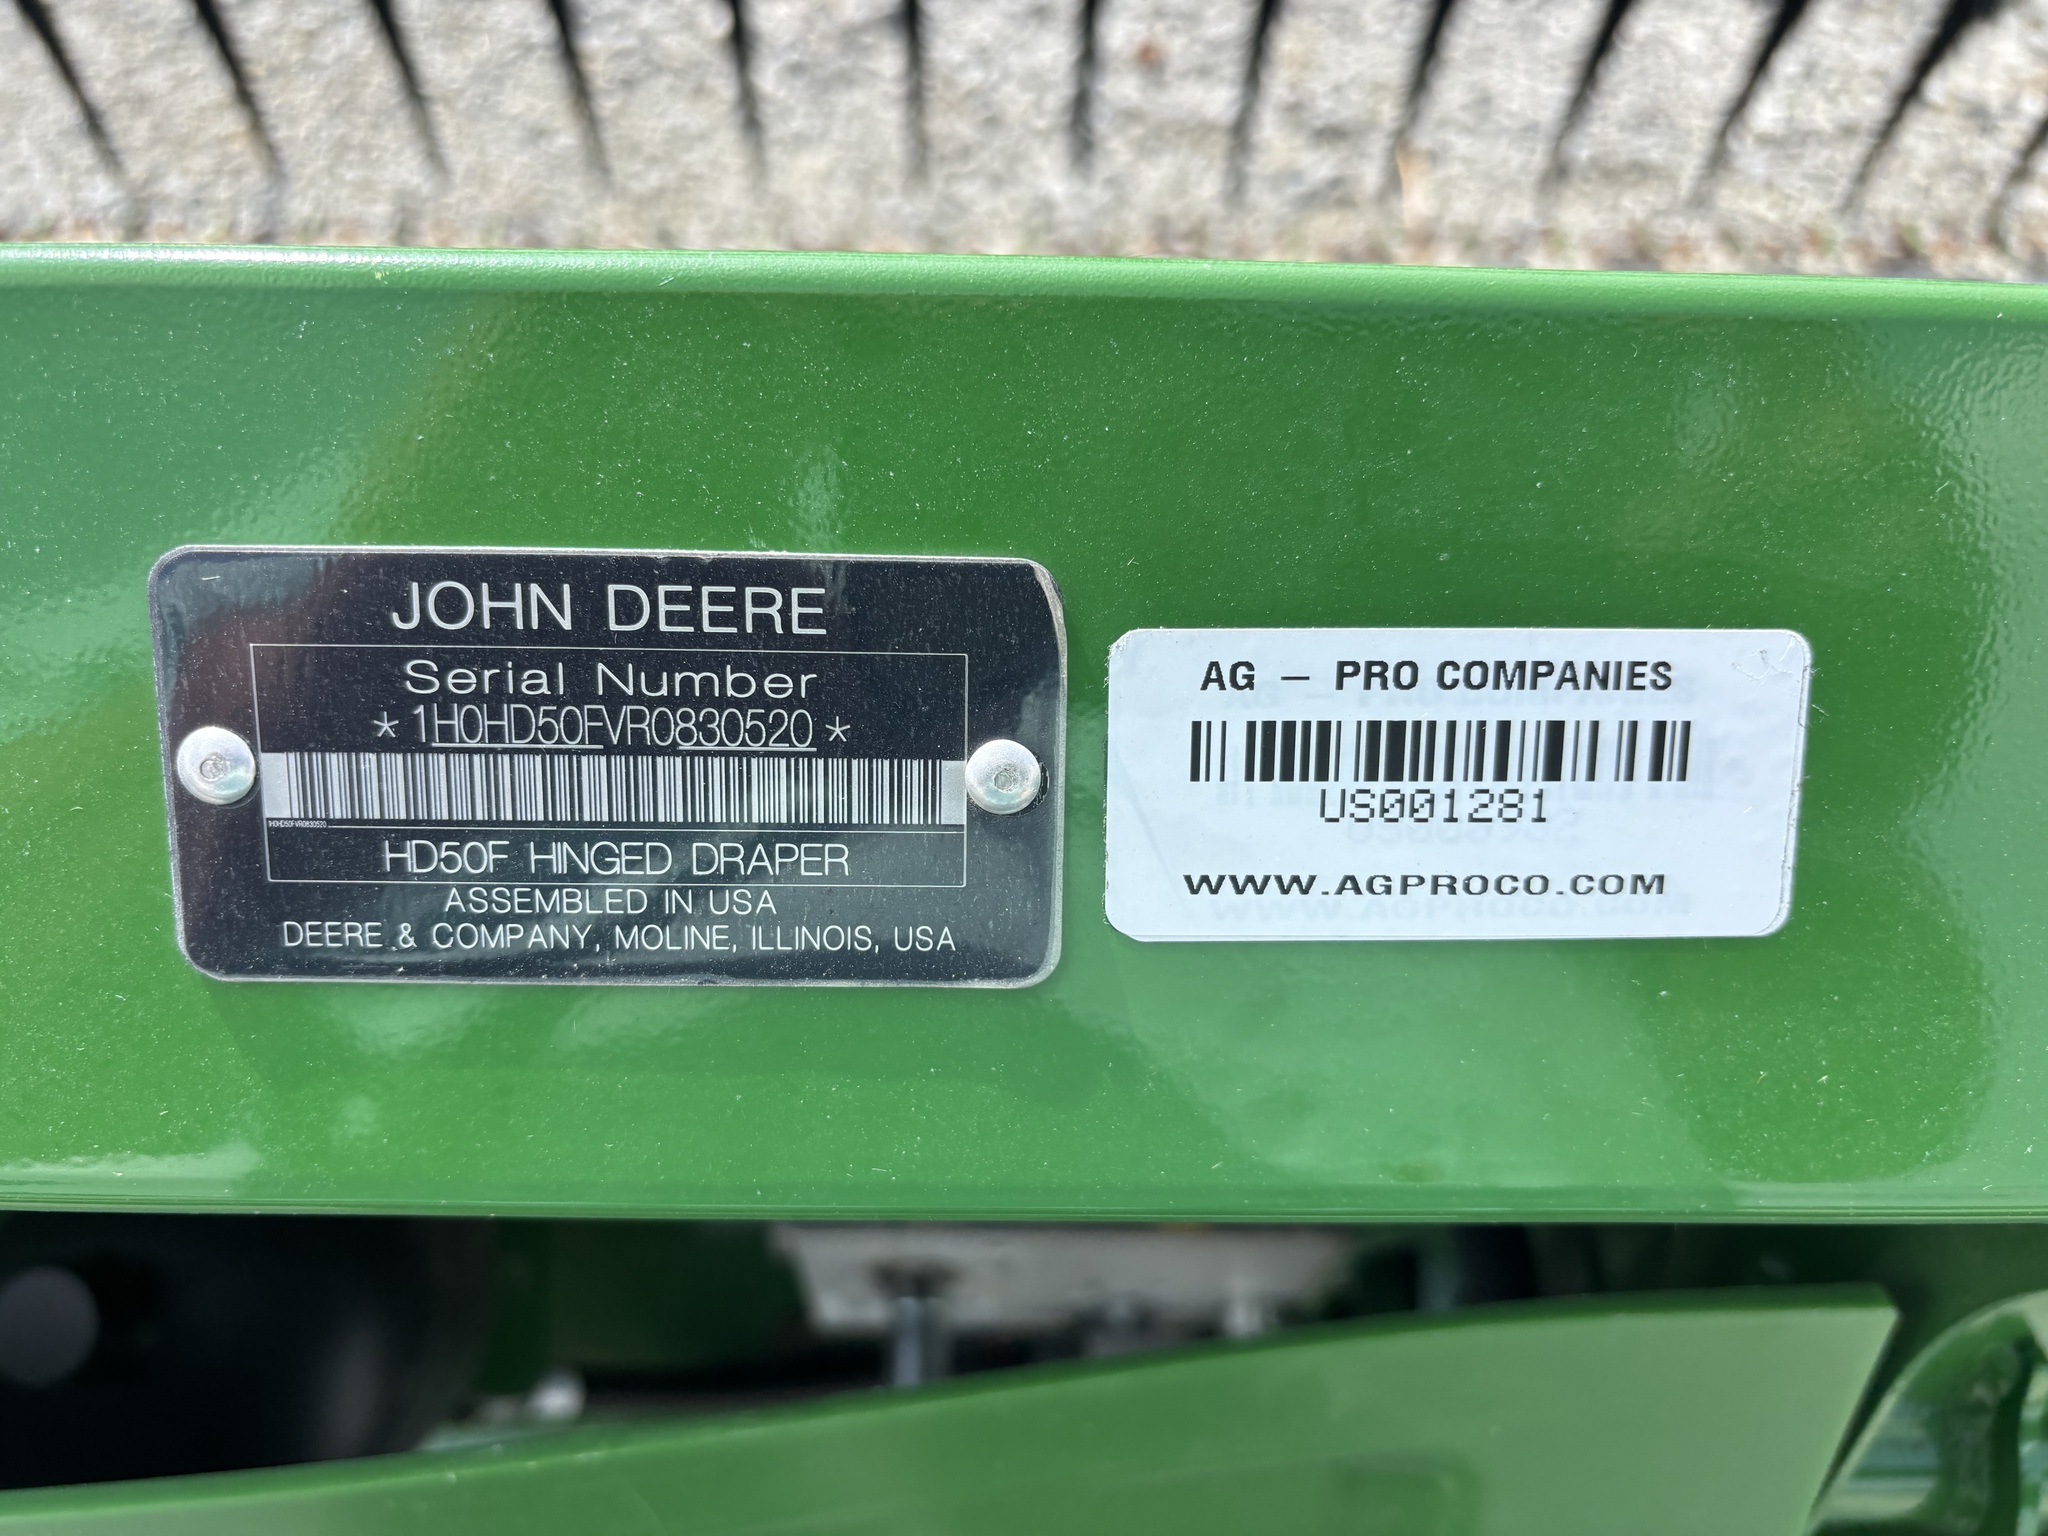 JOHN DEERE
Serial Number
* 1H0HD50FVR0830520 *
1H0HD50FVR0830520
HD50F HINGED DRAPER
ASSEMBLED IN USA
DEERE & COMPANY, MOLINE, ILLINOIS, USA
AG – PRO COMPANIES
US001281
WWW.AGPROCO.COM